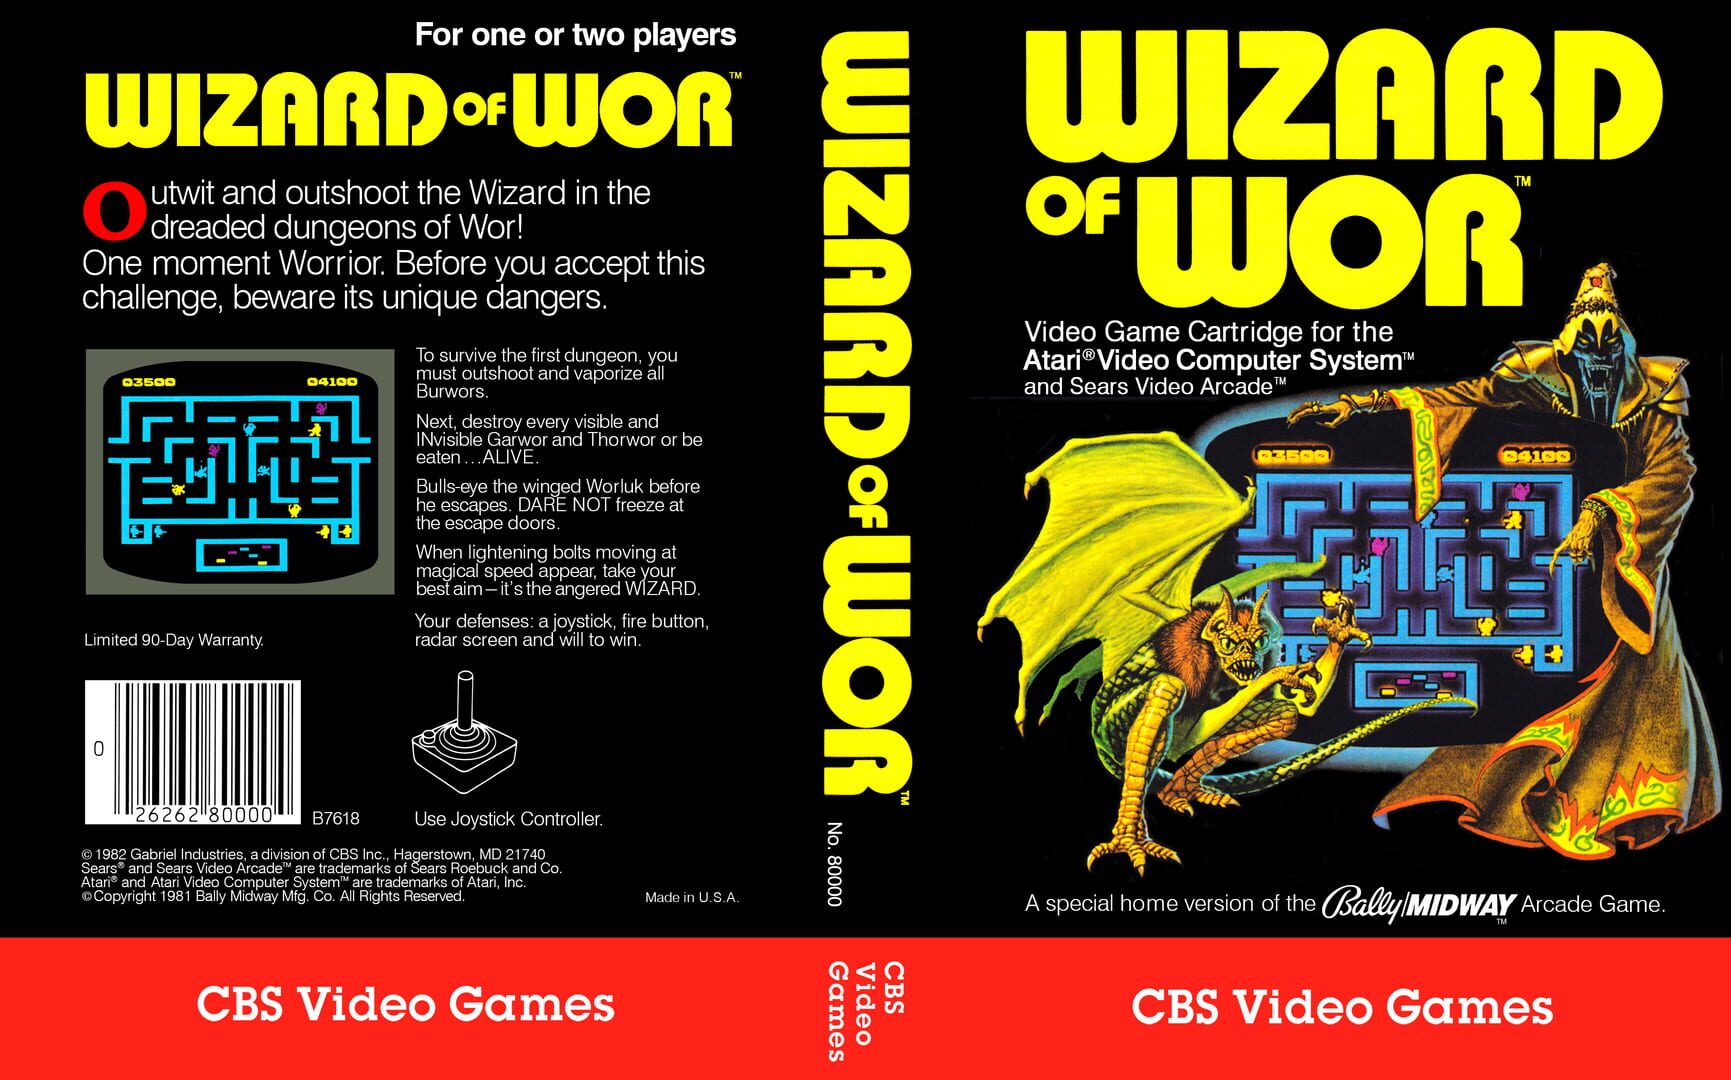 For one or two players
WIZARD OF WOR™
Outwit and outshoot the Wizard in the
dreaded dungeons of Wor!
One moment Worrior. Before you accept this
challenge, beware its unique dangers.
03500 04100
To survive the first dungeon, you
must outshoot and vaporize all
Burwors.
Next, destroy every visible and
INvisible Garwor and Thorwor or be
eaten...ALIVE.
Bulls-eye the winged Worluk before
he escapes. DARE NOT freeze at
the escape doors.
When lightening bolts moving at
magical speed appear, take your
best aim – it's the angered WIZARD.
Your defenses: a joystick, fire button,
radar screen and will to win.
Limited 90-Day Warranty.
0 26262 80000
B7618
Use Joystick Controller.
© 1982 Gabriel Industries, a division of CBS Inc., Hagerstown, MD 21740
Sears® and Sears Video Arcade™ are trademarks of Sears Roebuck and Co.
Atari® and Atari Video Computer System™ are trademarks of Atari, Inc.
© Copyright 1981 Bally Midway Mfg. Co. All Rights Reserved.
Made in U.S.A.
CBS Video Games
WIZARD OF WOR™
No. 80000
CBS
Video
Games
WIZARD
OF WOR™
Video Game Cartridge for the
Atari® Video Computer System™
and Sears Video Arcade™
03500 04100
A special home version of the Bally/MIDWAY™ Arcade Game.
CBS Video Games